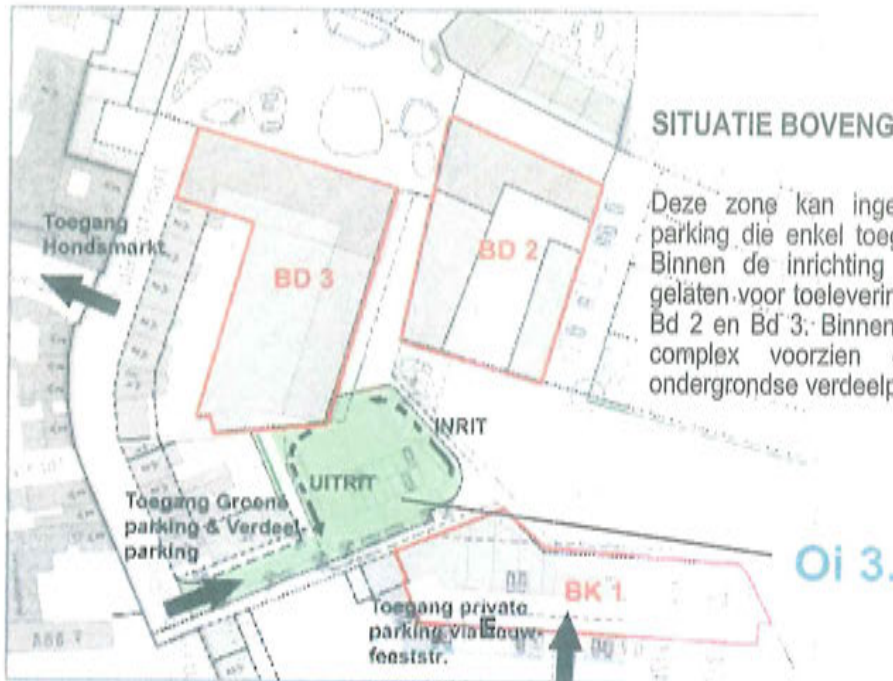 SITUATIE BOVENG
Deze zone kan inge
parking die enkel toeg
Binnen de inrichting
gelaten voor toeleverin
Bd 2 en Bd 3. Binnen
complex voorzien
ondergrondse verdeelp
Toegang
Hondsmarkt
BD 3
BD 2
INRIT
UITRIT
Toegang Groene
parking & Verdeel-
parking
Oi 3.
BK 1
Toegang private
parking via Eeuw-
feeststr.